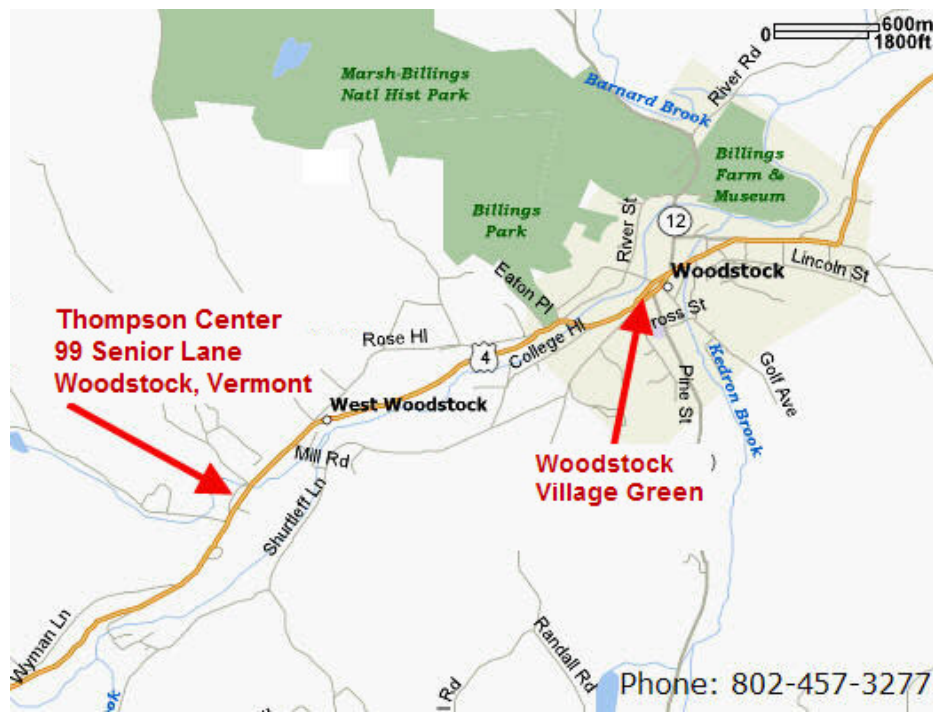 600m
0
1800ft
River Rd
Marsh-Billings
Natl Hist Park
Barnard Brook
Billings
Farm &
Museum
Billings
Park
River St
12
Lincoln St
Woodstock
Eaton Pl
Thompson Center
99 Senior Lane
Woodstock, Vermont
Rose Hl
4
College Hl
ross St
Kedron Brook
Golf Ave
Pine St
West Woodstock
Mill Rd
Woodstock
Village Green
Shurtleff Ln
Wyman Ln
Randall Rd
Rd
Phone: 802-457-3277